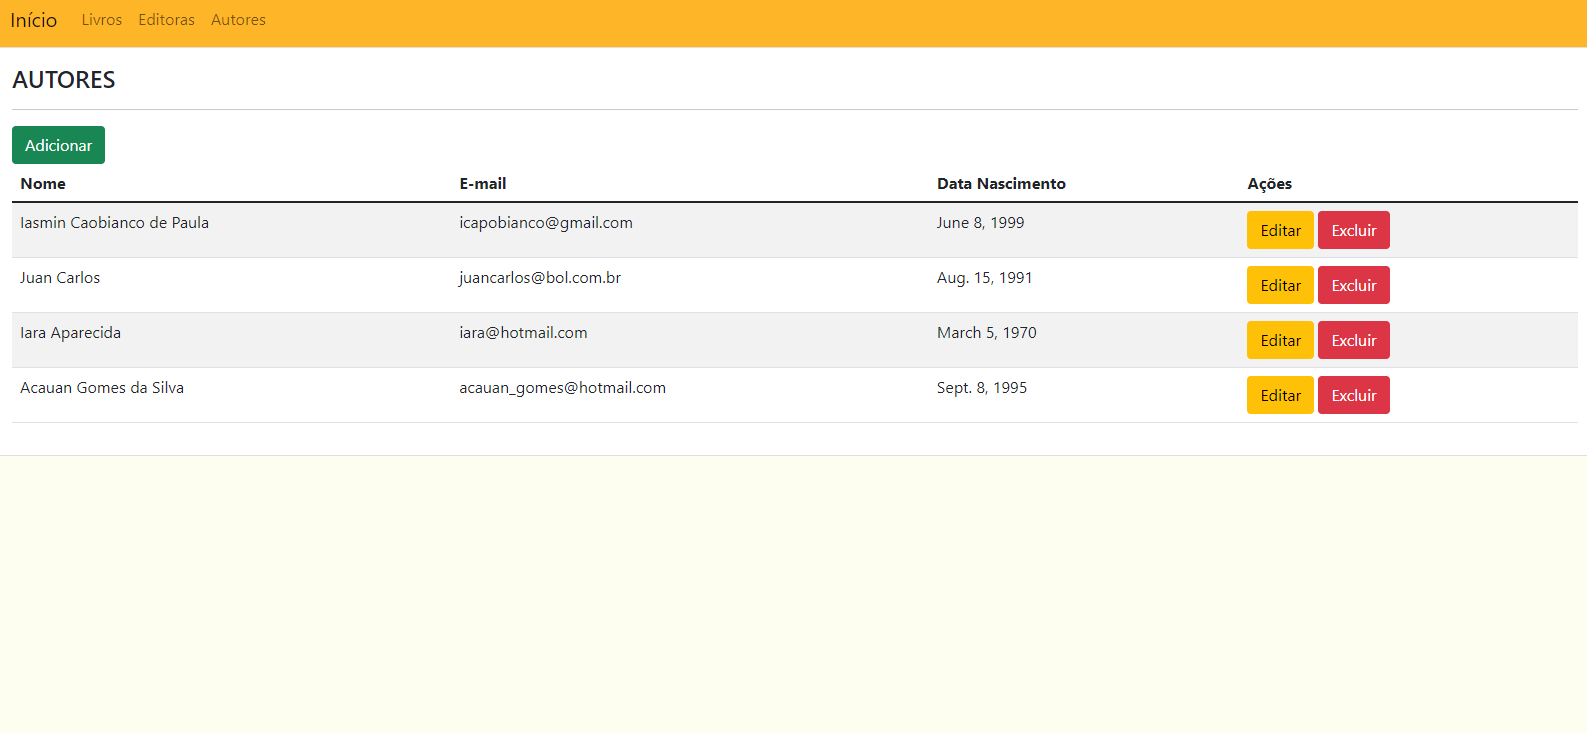 Início Livros Editoras Autores
AUTORES
Adicionar
Nome E-mail Data Nascimento Ações
Iasmin Caobianco de Paula icapobianco@gmail.com June 8, 1999 Editar Excluir
Juan Carlos juancarlos@bol.com.br Aug. 15, 1991 Editar Excluir
Iara Aparecida iara@hotmail.com March 5, 1970 Editar Excluir
Acauan Gomes da Silva acauan_gomes@hotmail.com Sept. 8, 1995 Editar Excluir